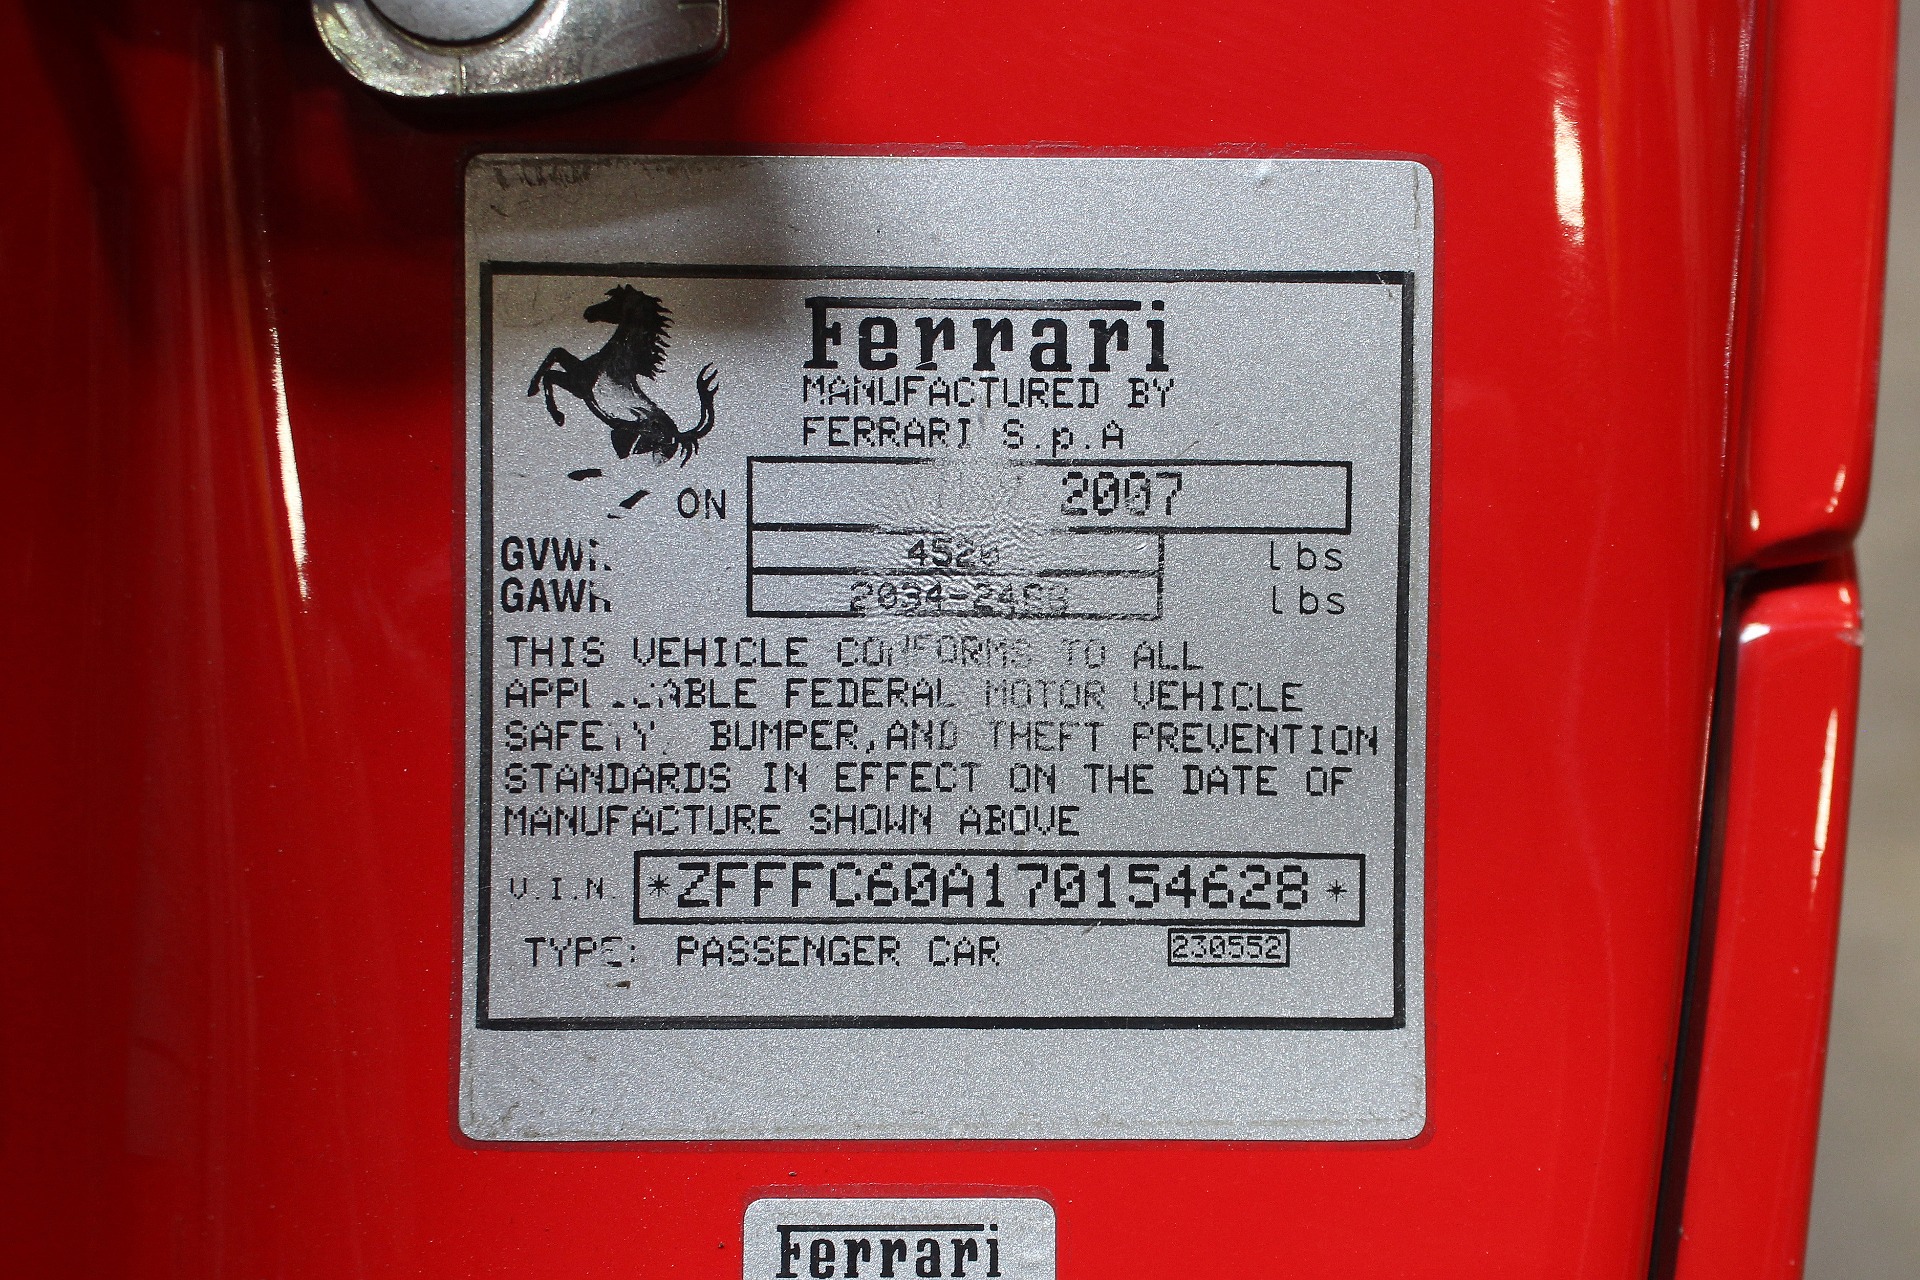 Ferrari
MANUFACTURED BY
FERRARI S.p.A
ON 2007
GVWR lbs
GAWR lbs
THIS VEHICLE CONFORMS TO ALL
APPLICABLE FEDERAL MOTOR VEHICLE
SAFETY, BUMPER,AND THEFT PREVENTION
STANDARDS IN EFFECT ON THE DATE OF
MANUFACTURE SHOWN ABOVE
V.I.N. *ZFFFC60A170154628*
TYPE: PASSENGER CAR 230552
Ferrari